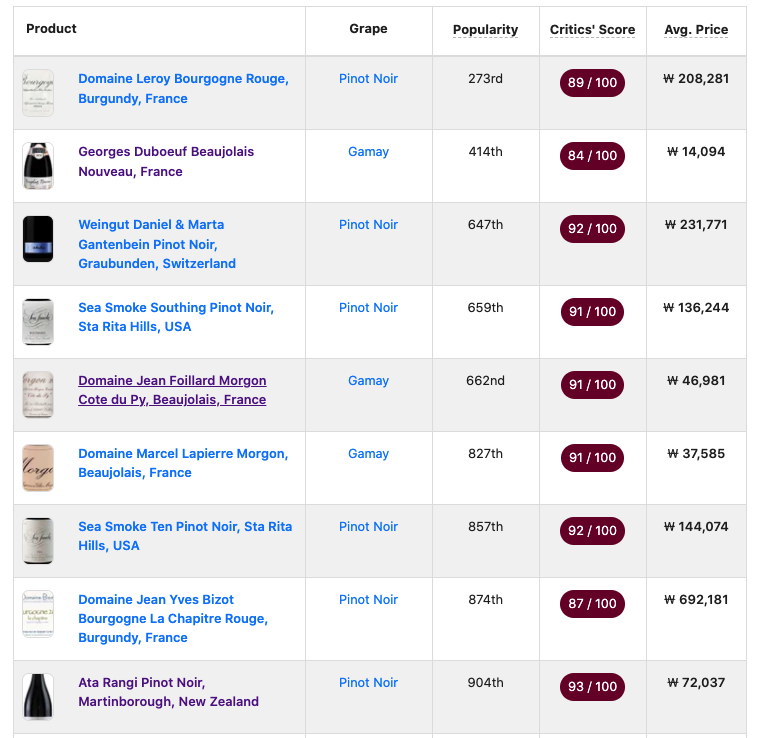 Product Grape Popularity Critics' Score Avg. Price
Domaine Leroy Bourgogne Rouge, Pinot Noir 273rd 89 / 100 ₩ 208,281
Burgundy, France
Georges Duboeuf Beaujolais Gamay 414th 84 / 100 ₩ 14,094
Nouveau, France
Weingut Daniel & Marta Pinot Noir 647th 92 / 100 ₩ 231,771
Gantenbein Pinot Noir,
Graubunden, Switzerland
Sea Smoke Southing Pinot Noir, Pinot Noir 659th 91 / 100 ₩ 136,244
Sta Rita Hills, USA
Domaine Jean Foillard Morgon Gamay 662nd 91 / 100 ₩ 46,981
Cote du Py, Beaujolais, France
Domaine Marcel Lapierre Morgon, Gamay 827th 91 / 100 ₩ 37,585
Beaujolais, France
Sea Smoke Ten Pinot Noir, Sta Rita Pinot Noir 857th 92 / 100 ₩ 144,074
Hills, USA
Domaine Jean Yves Bizot Pinot Noir 874th 87 / 100 ₩ 692,181
Bourgogne La Chapitre Rouge,
Burgundy, France
Ata Rangi Pinot Noir, Pinot Noir 904th 93 / 100 ₩ 72,037
Martinborough, New Zealand